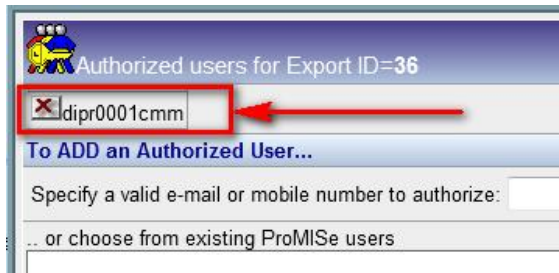 Authorized users for Export ID=36
dipr0001cmm
To ADD an Authorized User...
Specify a valid e-mail or mobile number to authorize:
.. or choose from existing ProMISe users